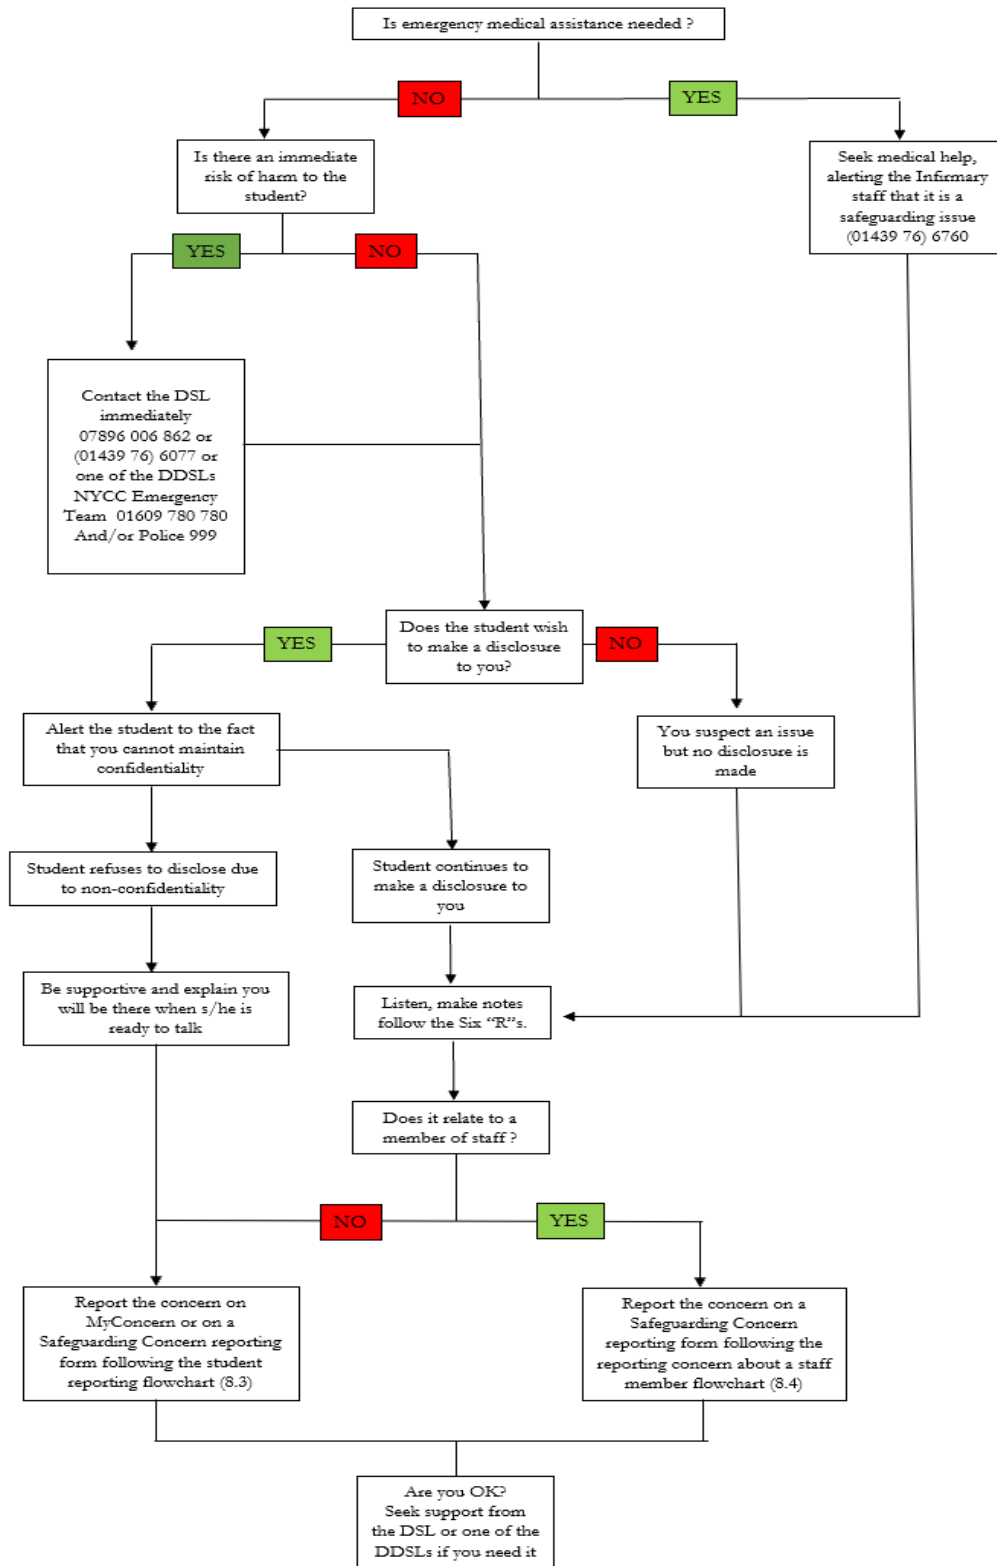 Is emergency medical assistance needed ?
NO
YES
Is there an immediate
risk of harm to the
student?
Seek medical help,
alerting the Infirmary
staff that it is a
safeguarding issue
(01439 76) 6760
YES
NO
Contact the DSL
immediately
07896 006 862 or
(01439 76) 6077 or
one of the DDSLs
NYCC Emergency
Team 01609 780 780
And/or Police 999
Does the student wish
to make a disclosure
to you?
YES
NO
Alert the student to the fact
that you cannot maintain
confidentiality
You suspect an issue
but no disclosure is
made
Student refuses to disclose due
to non-confidentiality
Student continues to
make a disclosure to
you
Be supportive and explain you
will be there when s/he is
ready to talk
Listen, make notes
follow the Six “R”s.
Does it relate to a
member of staff ?
NO
YES
Report the concern on
MyConcern or on a
Safeguarding Concern reporting
form following the student
reporting flowchart (8.3)
Report the concern on a
Safeguarding Concern
reporting form following the
reporting concern about a staff
member flowchart (8.4)
Are you OK?
Seek support from
the DSL or one of the
DDSLs if you need it